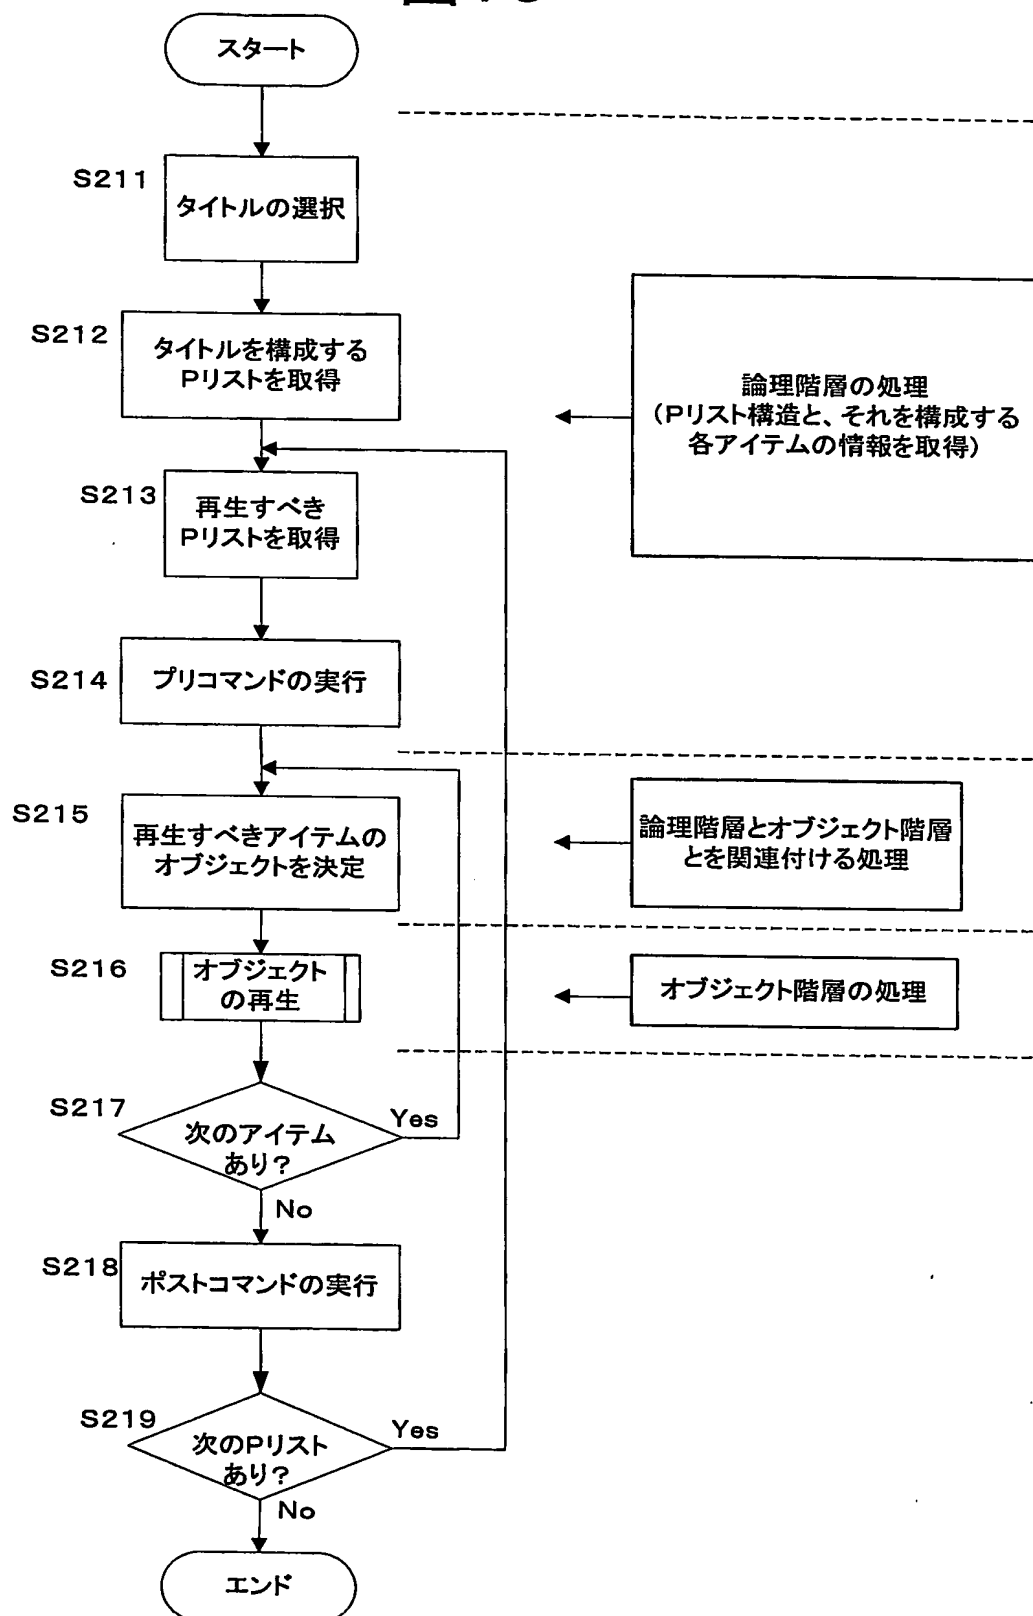 スタート
S211
タイトルの選択
S212
タイトルを構成する
Pリストを取得
論理階層の処理
(Pリスト構造と、それを構成する
各アイテムの情報を取得)
S213
再生すべき
Pリストを取得
S214
プリコマンドの実行
S215
再生すべきアイテムの
オブジェクトを決定
論理階層とオブジェクト階層
とを関連付ける処理
S216
オブジェクト
の再生
オブジェクト階層の処理
S217
次のアイテム
あり?
Yes
No
S218
ポストコマンドの実行
S219
次のPリスト
あり?
Yes
No
エンド